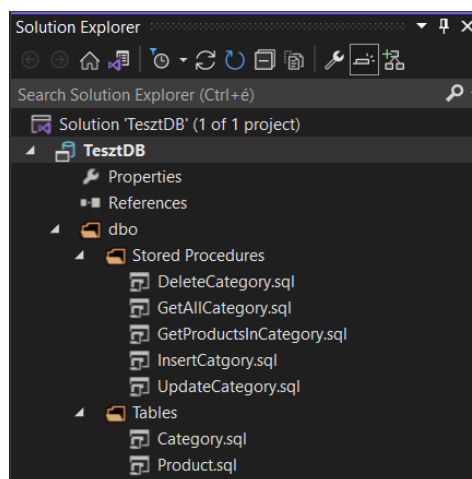 Solution Explorer
Search Solution Explorer (Ctrl+é)
Solution 'TesztDB' (1 of 1 project)
TesztDB
Properties
References
dbo
Stored Procedures
DeleteCategory.sql
GetAllCategory.sql
GetProductsInCategory.sql
InsertCatgory.sql
UpdateCategory.sql
Tables
Category.sql
Product.sql